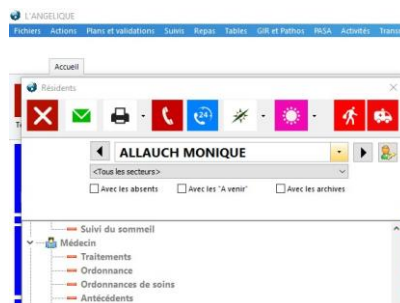 L'ANGELIQUE
Fichiers Actions Plans et validations Suivis Repas Tables GIR et Pathos PASA Activités
Accueil
Résidents
24
ALLAUCH MONIQUE
<Tous les secteurs>
Avec les absents Avec les "A venir" Avec les archives
Suivi du sommeil
Médecin
Traitements
Ordonnance
Ordonnances de soins
Antécédents